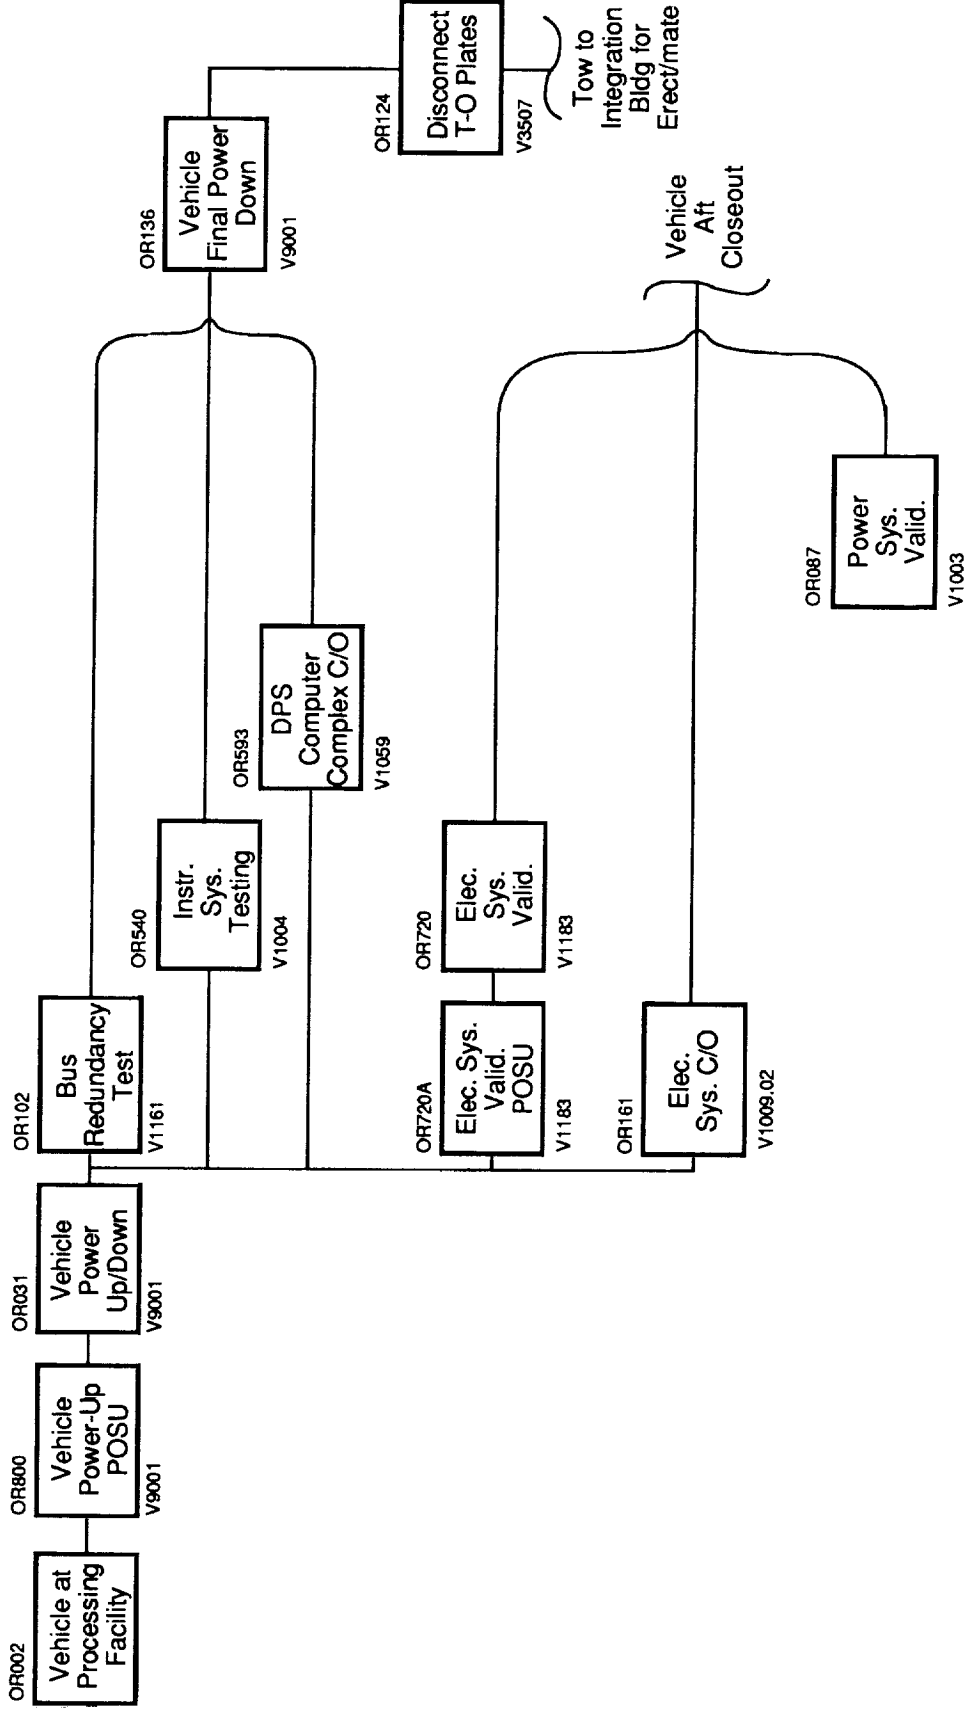 OR002
Vehicle at
Processing
Facility
OR800
Vehicle
Power-Up
POSU
V9001
OR031
Vehicle
Power
Up/Down
V9001
OR102
Bus
Redundancy
Test
V1161
OR540
Instr.
Sys.
Testing
V1004
OR593
DPS
Computer
Complex C/O
V1059
OR136
Vehicle
Final Power
Down
V9001
OR124
Disconnect
T-O Plates
V3507
Tow to
Integration
Bldg for
Erect/mate
OR720A
Elec. Sys.
Valid.
POSU
V1183
OR720
Elec.
Sys.
Valid.
V1183
OR161
Elec.
Sys. C/O
V1009.02
OR087
Power
Sys.
Valid.
V1003
Vehicle
Aft
Closeout